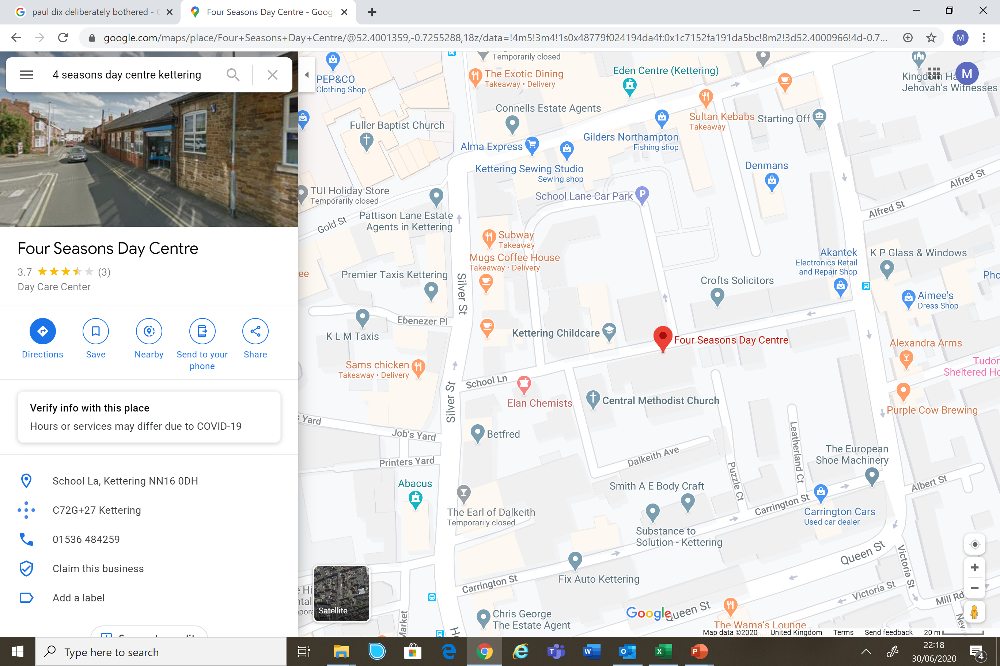 paul dix deliberately bothered -
Four Seasons Day Centre - Goog
google.com/maps/place/Four+Seasons+Day+Centre/@52.4001359,-0.7255288,18z/data=!4m5!3m4!1s0x48779f024194da4f:0x1c7152fa191da5bc!8m2!3d52.4000966!4d-0.7...
M
4 seasons day centre kettering
Four Seasons Day Centre
3.7 (3)
Day Care Center
Directions
Save
Nearby
Send to your
phone
Share
Verify info with this place
Hours or services may differ due to COVID-19
School La, Kettering NN16 0DH
C72G+27 Kettering
01536 484259
Claim this business
Add a label
Temporarily closed
PEP&CO
Clothing Shop
The Exotic Dining
Takeaway • Delivery
Eden Centre (Kettering)
Kingdom Ha
Jehovah's Witnesses
M
Connells Estate Agents
Fuller Baptist Church
Sultan Kebabs
Takeaway
Starting Off
Alma Express
Gilders Northampton
Fishing shop
Kettering Sewing Studio
Sewing shop
Denmans
Alfred St
Alfred St
TUI Holiday Store
Temporarily closed
School Lane Car Park
P
Gold St
Pattison Lane Estate
Agents in Kettering
Subway
Takeaway
Mugs Coffee House
Takeaway • Delivery
ee
Premier Taxis Kettering
Silver St
Akantek
Electronics Retail
and Repair Shop
K P Glass & Windows
Pho
Crofts Solicitors
Aimee's
Dress Shop
Ebenezer Pl
K L M Taxis
Kettering Childcare
Four Seasons Day Centre
Alexandra Arms
Tudor
Sheltered Ho
Sams chicken
Takeaway • Delivery
School Ln
Silver St
Elan Chemists
Central Methodist Church
Purple Cow Brewing
Yard
Job's Yard
Betfred
Leatherland Ct
Printers Yard
Dalkeith Ave
Puzzle Ct
The European
Shoe Machinery
Abacus
Smith A E Body Craft
Albert St
The Earl of Dalkeith
Temporarily closed
Carrington St
Carrington Cars
Used car dealer
Substance to
Solution - Kettering
Queen St
Victoria St
Fix Auto Kettering
Carrington St
Victoria St
Mill Rd
e Hi
ntal
pora
Satellite
Market
Chris George
The Estate Agent
Google
Queen St
The Wama's Lounge
New
Map data ©2020 United Kingdom Terms Send feedback 20 m
Type here to search
22:18
30/06/2020
4